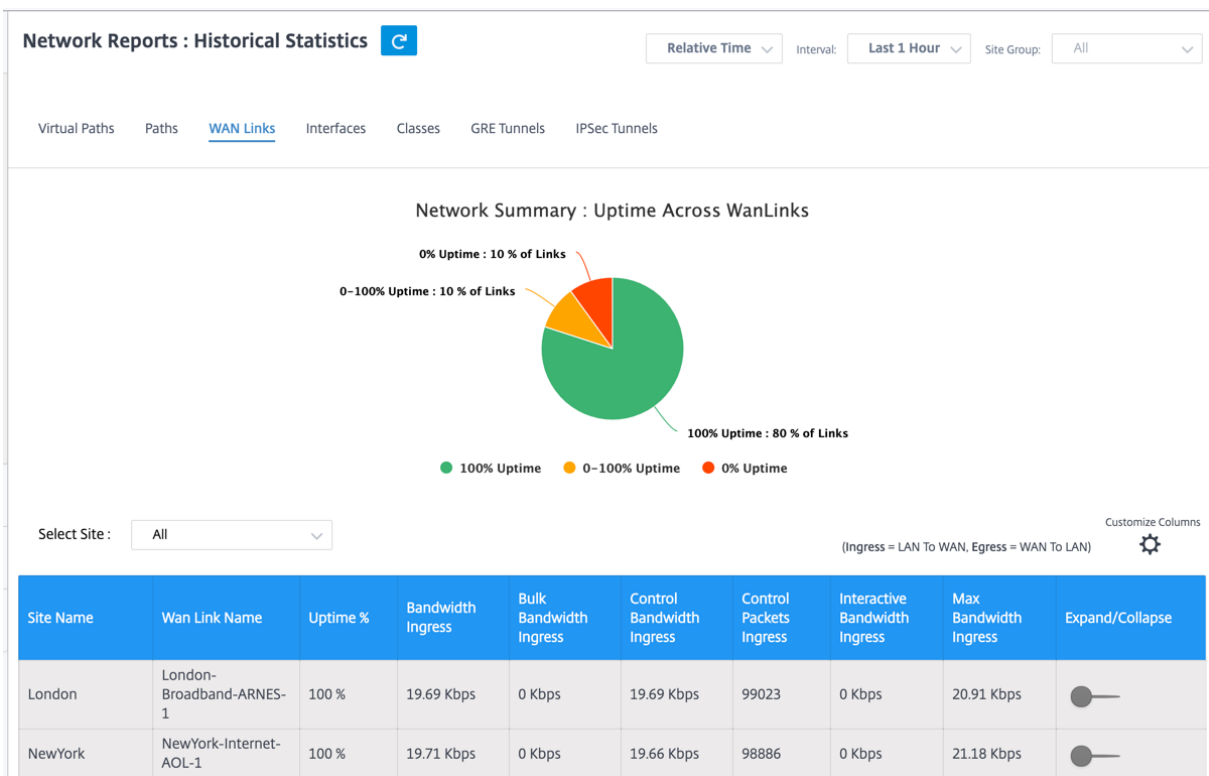 Network Reports : Historical Statistics
Relative Time
Interval:
Last 1 Hour
Site Group:
All
Virtual Paths
Paths
WAN Links
Interfaces
Classes
GRE Tunnels
IPSec Tunnels
Network Summary : Uptime Across WanLinks
0% Uptime : 10 % of Links
0-100% Uptime : 10 % of Links
100% Uptime : 80 % of Links
100% Uptime
0-100% Uptime
0% Uptime
Select Site :
All
Customize Columns
(Ingress = LAN To WAN, Egress = WAN To LAN)
Site Name
Wan Link Name
Uptime %
Bandwidth
Ingress
Bulk
Bandwidth
Ingress
Control
Bandwidth
Ingress
Control
Packets
Ingress
Interactive
Bandwidth
Ingress
Max
Bandwidth
Ingress
Expand/Collapse
London
London-
Broadband-ARNES-
1
100 %
19.69 Kbps
0 Kbps
19.69 Kbps
99023
0 Kbps
20.91 Kbps
NewYork
NewYork-Internet-
AOL-1
100 %
19.71 Kbps
0 Kbps
19.66 Kbps
98886
0 Kbps
21.18 Kbps